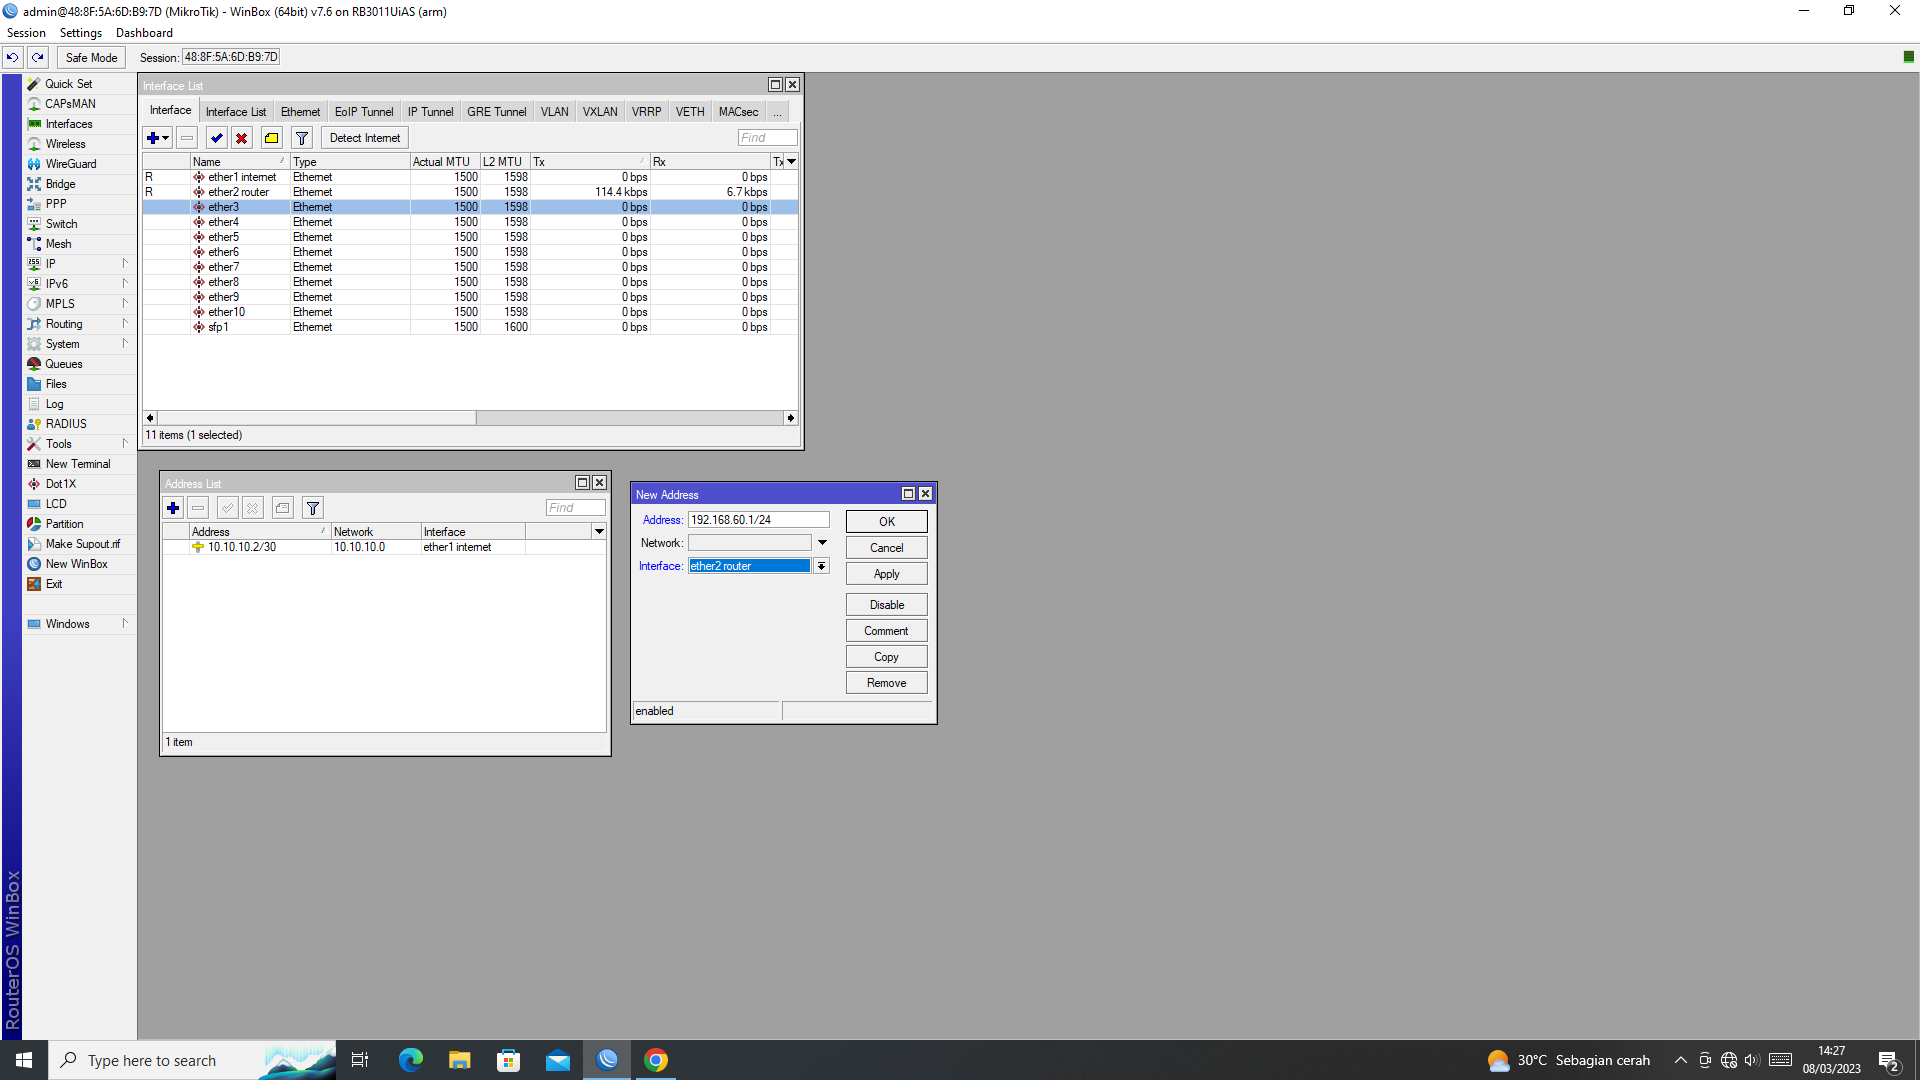 admin@48:8F:5A:6D:B9:7D (MikroTik) - WinBox (64bit) v7.6 on RB3011UiAS (arm)
Session Settings Dashboard
Safe Mode Session: 48:8F:5A:6D:B9:7D
Quick Set
CAPsMAN
Interfaces
Wireless
WireGuard
Bridge
PPP
Switch
Mesh
IP
IPv6
MPLS
Routing
System
Queues
Files
Log
RADIUS
Tools
New Terminal
Dot1X
LCD
Partition
Make Supout.rif
New WinBox
Exit
Windows
RouterOS WinBox
Interface List
Interface Interface List Ethernet EoIP Tunnel IP Tunnel GRE Tunnel VLAN VXLAN VRRP VETH MACsec ...
Detect Internet Find
Name Type Actual MTU L2 MTU Tx Rx Tx
R ether1 internet Ethernet 1500 1598 0 bps 0 bps
R ether2 router Ethernet 1500 1598 114.4 kbps 6.7 kbps
ether3 Ethernet 1500 1598 0 bps 0 bps
ether4 Ethernet 1500 1598 0 bps 0 bps
ether5 Ethernet 1500 1598 0 bps 0 bps
ether6 Ethernet 1500 1598 0 bps 0 bps
ether7 Ethernet 1500 1598 0 bps 0 bps
ether8 Ethernet 1500 1598 0 bps 0 bps
ether9 Ethernet 1500 1598 0 bps 0 bps
ether10 Ethernet 1500 1598 0 bps 0 bps
sfp1 Ethernet 1500 1600 0 bps 0 bps
11 items (1 selected)
Address List
Find
Address Network Interface
10.10.10.2/30 10.10.10.0 ether1 internet
1 item
New Address
Address: 192.168.60.1/24 OK
Network: Cancel
Interface: ether2 router Apply
Disable
Comment
Copy
Remove
enabled
Type here to search
30°C Sebagian cerah
14:27
08/03/2023
2